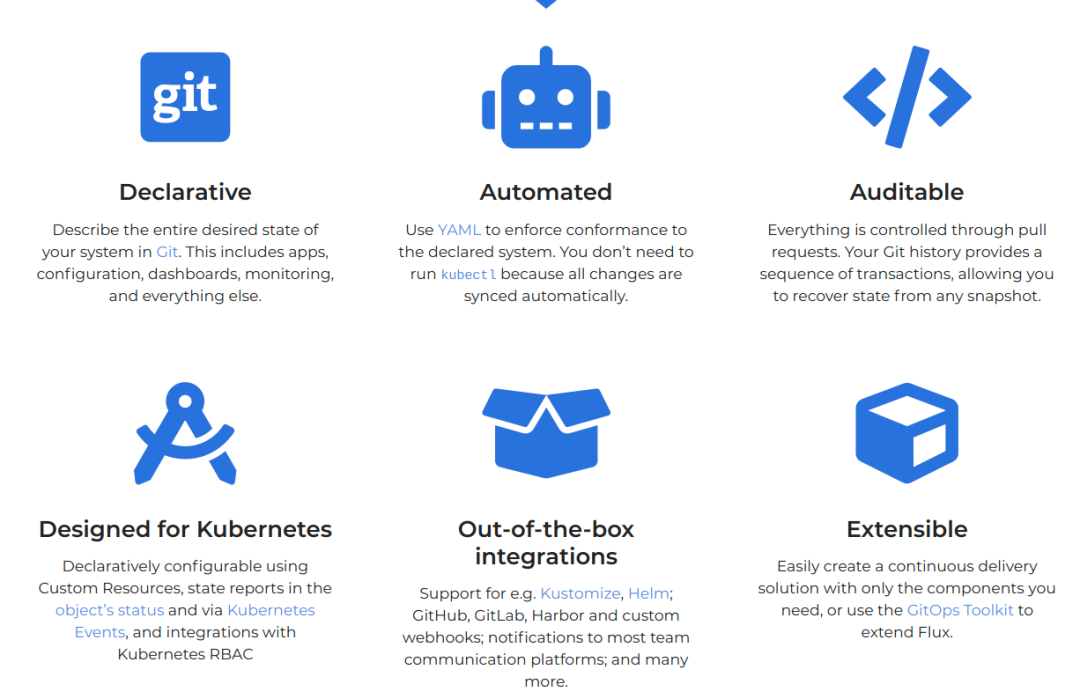 git
Declarative
Describe the entire desired state of
your system in Git. This includes apps,
configuration, dashboards, monitoring,
and everything else.
Automated
Use YAML to enforce conformance to
the declared system. You don’t need to
run kubectl because all changes are
synced automatically.
Auditable
Everything is controlled through pull
requests. Your Git history provides a
sequence of transactions, allowing you
to recover state from any snapshot.
Designed for Kubernetes
Declaratively configurable using
Custom Resources, state reports in the
object’s status and via Kubernetes
Events, and integrations with
Kubernetes RBAC
Out-of-the-box
integrations
Support for e.g. Kustomize, Helm;
GitHub, GitLab, Harbor and custom
webhooks; notifications to most team
communication platforms; and many
more.
Extensible
Easily create a continuous delivery
solution with only the components you
need, or use the GitOps Toolkit to
extend Flux.